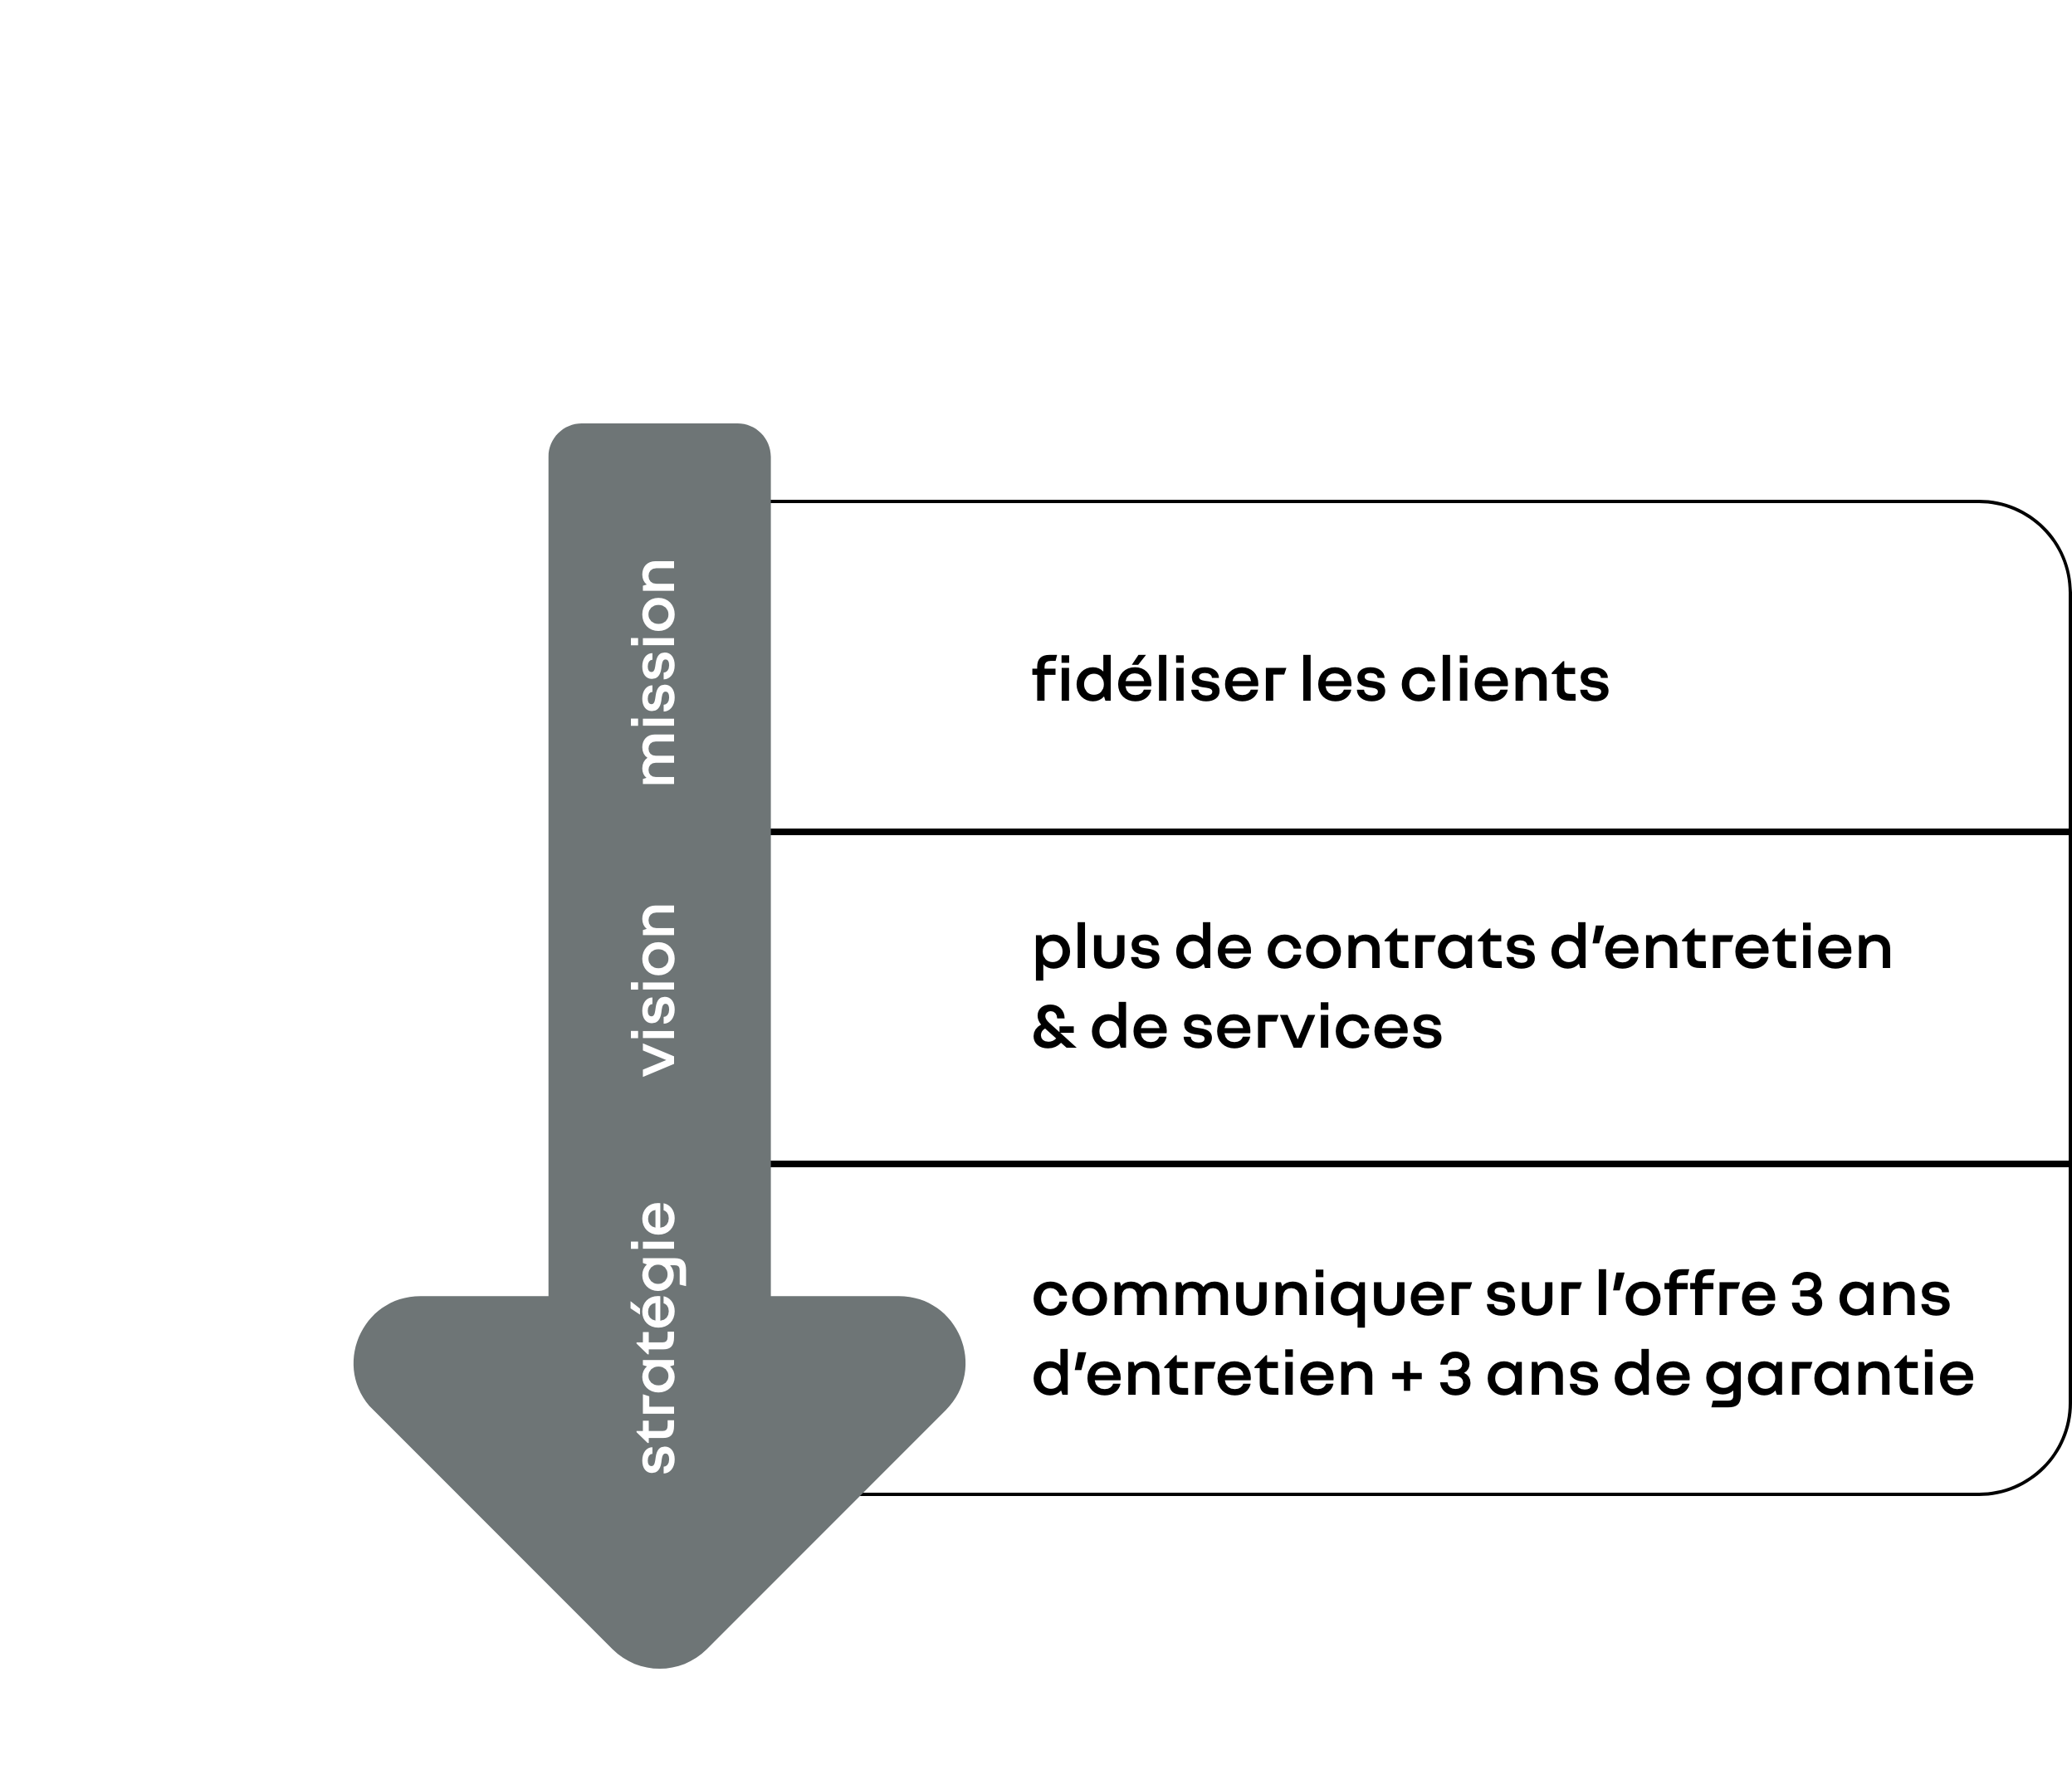 mission
fidéliser les clients
vision
plus de contrats d'entretien
& de services
stratégie
communiquer sur l'offre 3 ans
d'entretien + 3 ans de garantie